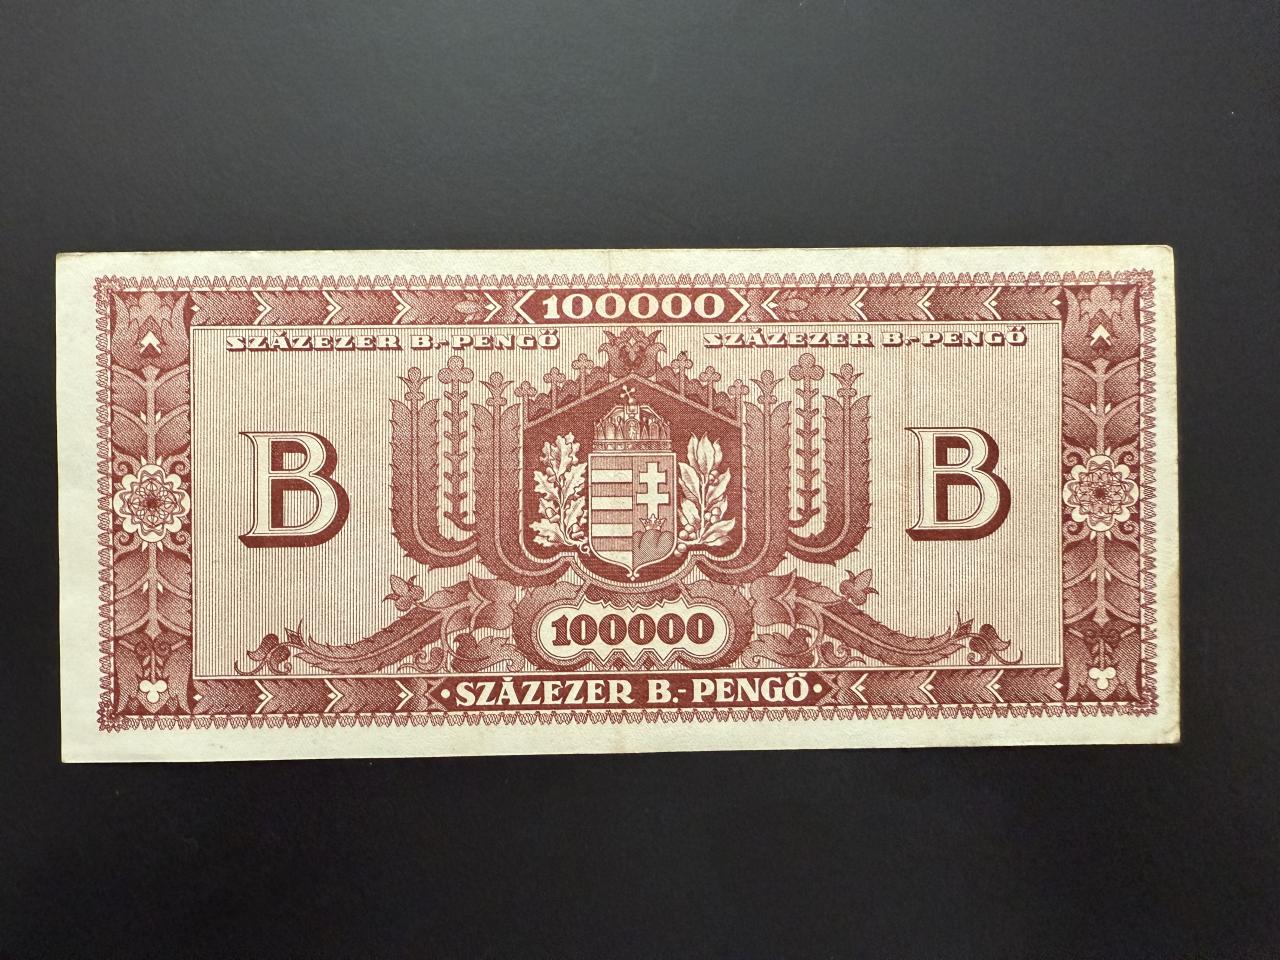 100000
SZÁZEZER B.-PENGŐ SZÁZEZER B.-PENGŐ
B B
100000
·SZÁZEZER B.-PENGŐ·